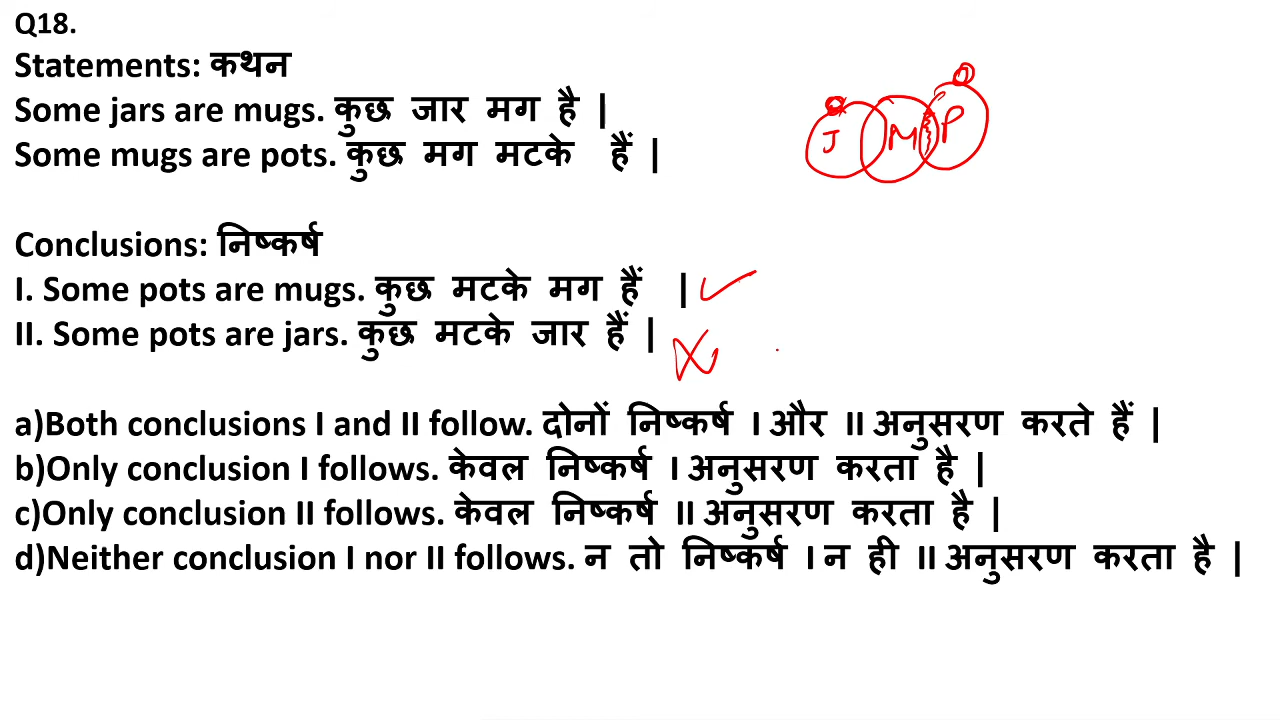 Q18.
Statements: कथन
Some jars are mugs. कुछ जार मग है |
Some mugs are pots. कुछ मग मटके हैं |
J M P
Conclusions: निष्कर्ष
I. Some pots are mugs. कुछ मटके मग हैं |
II. Some pots are jars. कुछ मटके जार हैं |
a)Both conclusions I and II follow. दोनों निष्कर्ष I और II अनुसरण करते हैं |
b)Only conclusion I follows. केवल निष्कर्ष I अनुसरण करता है |
c)Only conclusion II follows. केवल निष्कर्ष II अनुसरण करता है |
d)Neither conclusion I nor II follows. न तो निष्कर्ष I न ही II अनुसरण करता है |